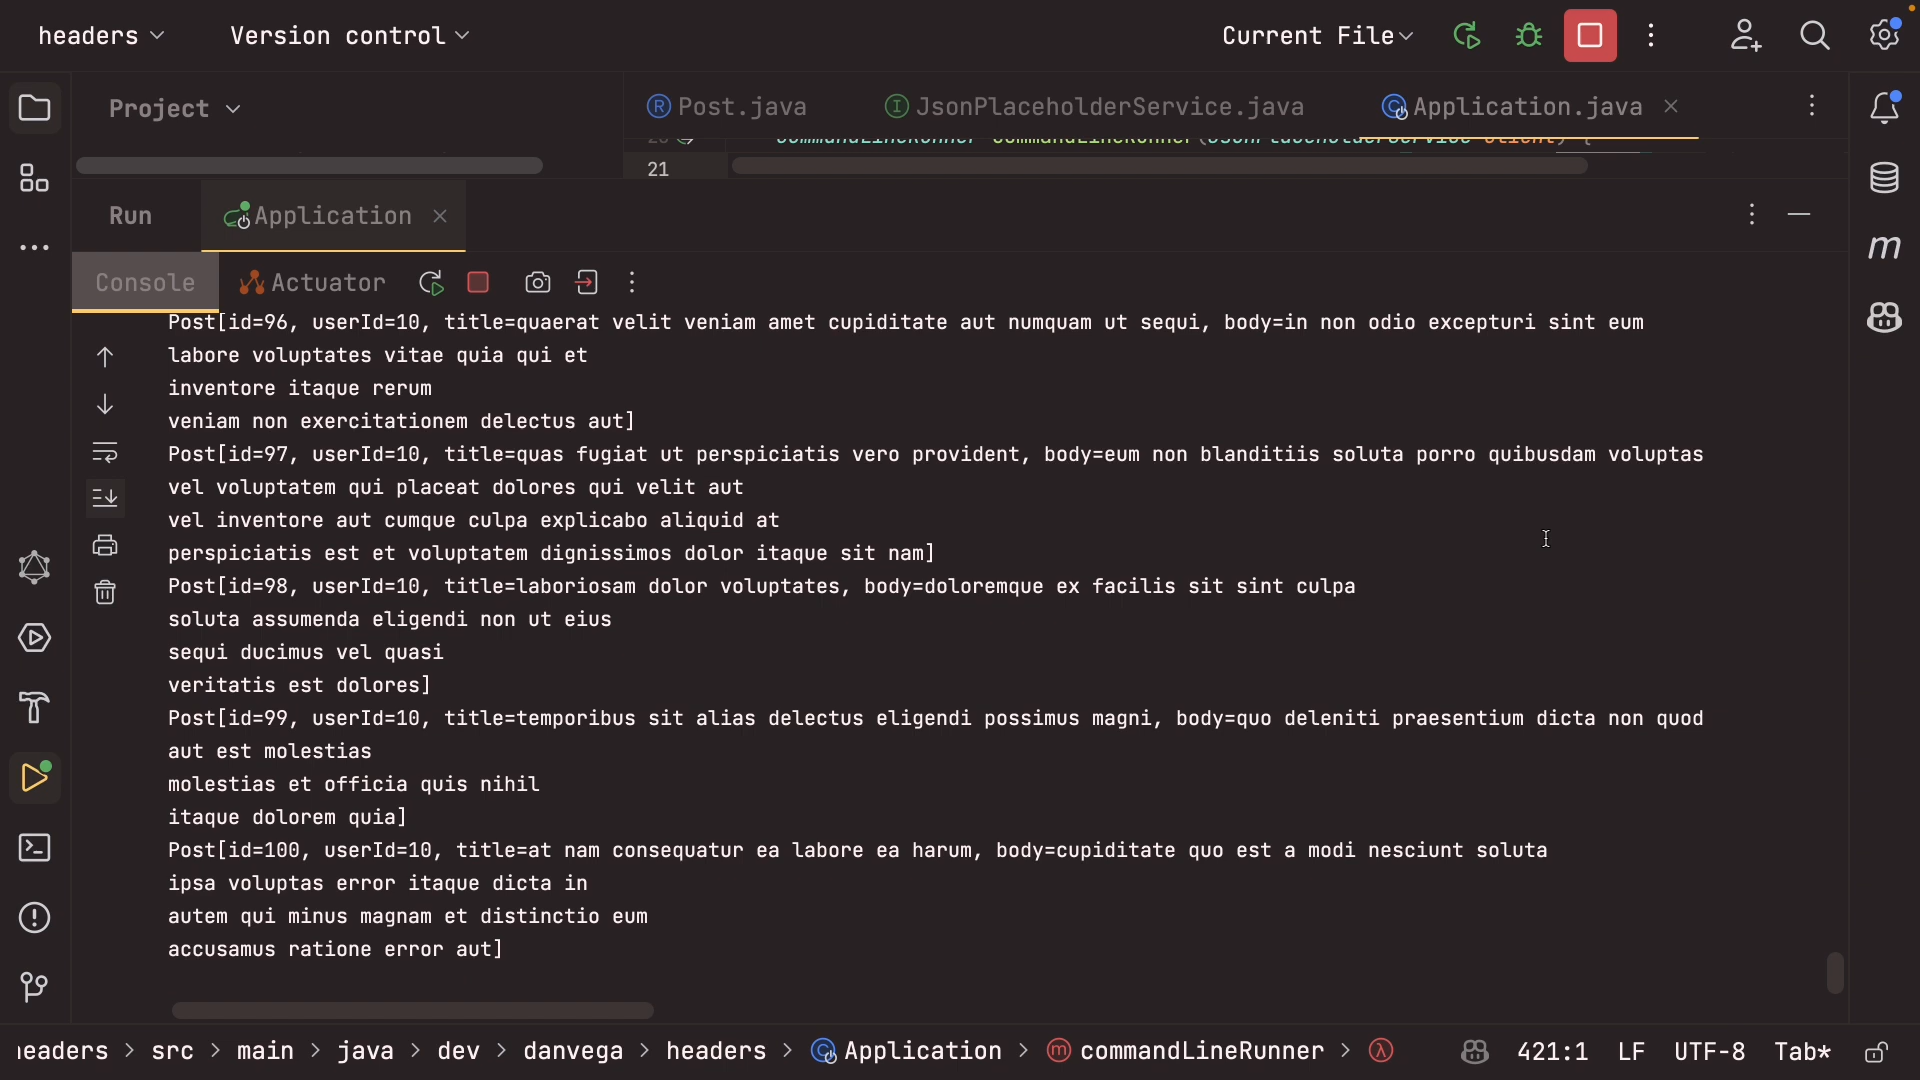 headers
Version control
Current File
Project
Post.java
JsonPlaceholderService.java
Application.java
CommandLineRunner commandLineRunner(JsonPlaceholderService client) {
21
Run
Application
Console
Actuator
Post[id=96, userId=10, title=quaerat velit veniam amet cupiditate aut numquam ut sequi, body=in non odio excepturi sint eum
labore voluptates vitae quia qui et
inventore itaque rerum
veniam non exercitationem delectus aut]
Post[id=97, userId=10, title=quas fugiat ut perspiciatis vero provident, body=eum non blanditiis soluta porro quibusdam voluptas
vel voluptatem qui placeat dolores qui velit aut
vel inventore aut cumque culpa explicabo aliquid at
perspiciatis est et voluptatem dignissimos dolor itaque sit nam]
Post[id=98, userId=10, title=laboriosam dolor voluptates, body=doloremque ex facilis sit sint culpa
soluta assumenda eligendi non ut eius
sequi ducimus vel quasi
veritatis est dolores]
Post[id=99, userId=10, title=temporibus sit alias delectus eligendi possimus magni, body=quo deleniti praesentium dicta non quod
aut est molestias
molestias et officia quis nihil
itaque dolorem quia]
Post[id=100, userId=10, title=at nam consequatur ea labore ea harum, body=cupiditate quo est a modi nesciunt soluta
ipsa voluptas error itaque dicta in
autem qui minus magnam et distinctio eum
accusamus ratione error aut]
headers > src > main > java > dev > danvega > headers > Application > commandLineRunner > λ
421:1 LF UTF-8 Tab*